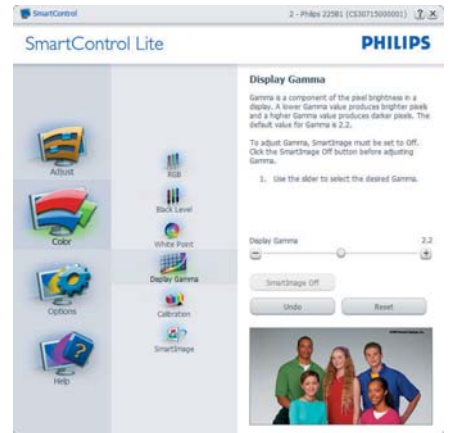 SmartControl
2 - Philips 225B1 (CS30715000001)
SmartControl Lite
PHILIPS
Adjust
Color
Options
Help
RGB
Black Level
White Point
Display Gamma
Calibration
SmartImage
Display Gamma
Gamma is a component of the pixel brightness in a
display. A lower Gamma value produces brighter pixels
and a higher Gamma value produces darker pixels. The
default value for Gamma is 2.2.
To adjust Gamma, SmartImage must be set to Off.
Click the SmartImage Off button before adjusting
Gamma.
1. Use the slider to select the desired Gamma.
Display Gamma 2.2
SmartImage Off
Undo Reset